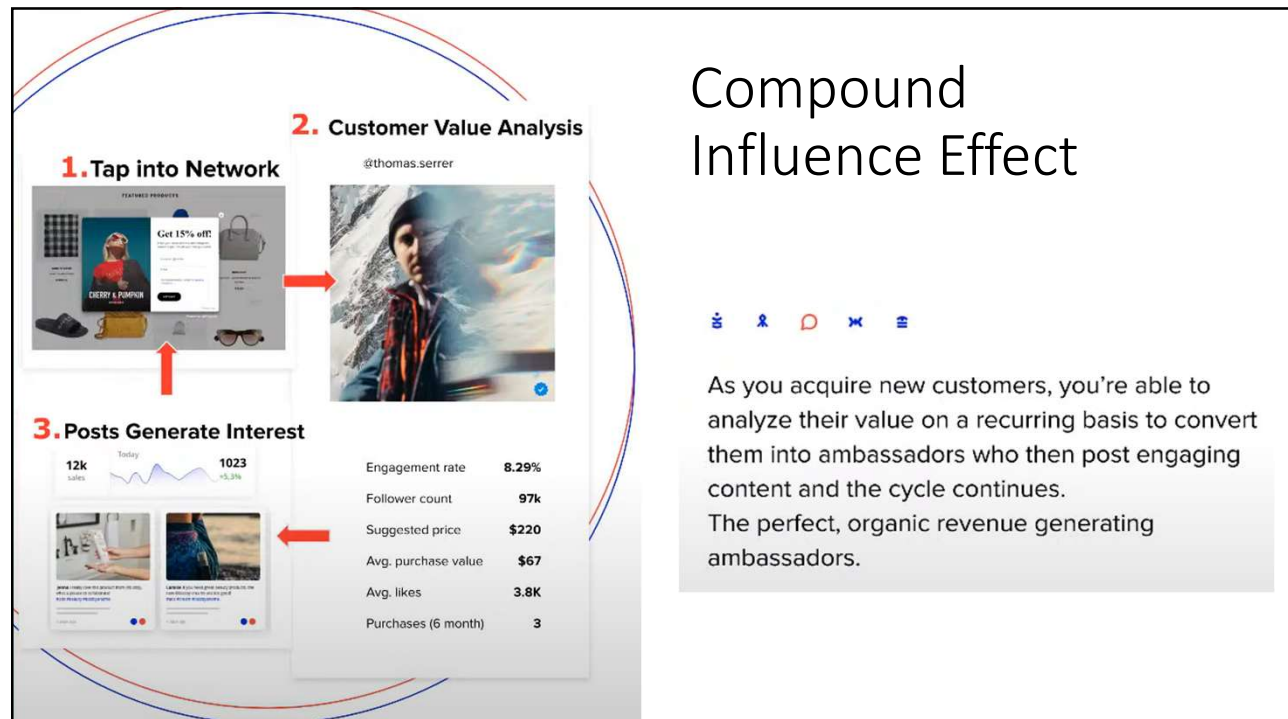 Compound
Influence Effect
1. Tap into Network
FEATURED PRODUCTS
Get 15% off!
CHERRY & PUMPKIN
2. Customer Value Analysis
@thomas.serrer
Engagement rate 8.29%
Follower count 97k
Suggested price $220
Avg. purchase value $67
Avg. likes 3.8K
Purchases (6 month) 3
3. Posts Generate Interest
Today
12k
sales
1023
+5,3%
As you acquire new customers, you’re able to
analyze their value on a recurring basis to convert
them into ambassadors who then post engaging
content and the cycle continues.
The perfect, organic revenue generating
ambassadors.